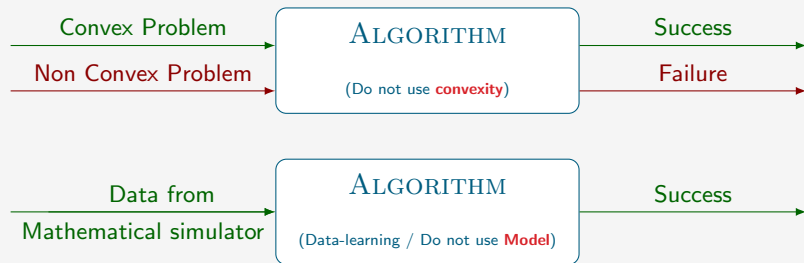 Convex Problem
ALGORITHM
Success
Non Convex Problem
(Do not use convexity)
Failure
Data from
Mathematical simulator
ALGORITHM
(Data-learning / Do not use Model)
Success